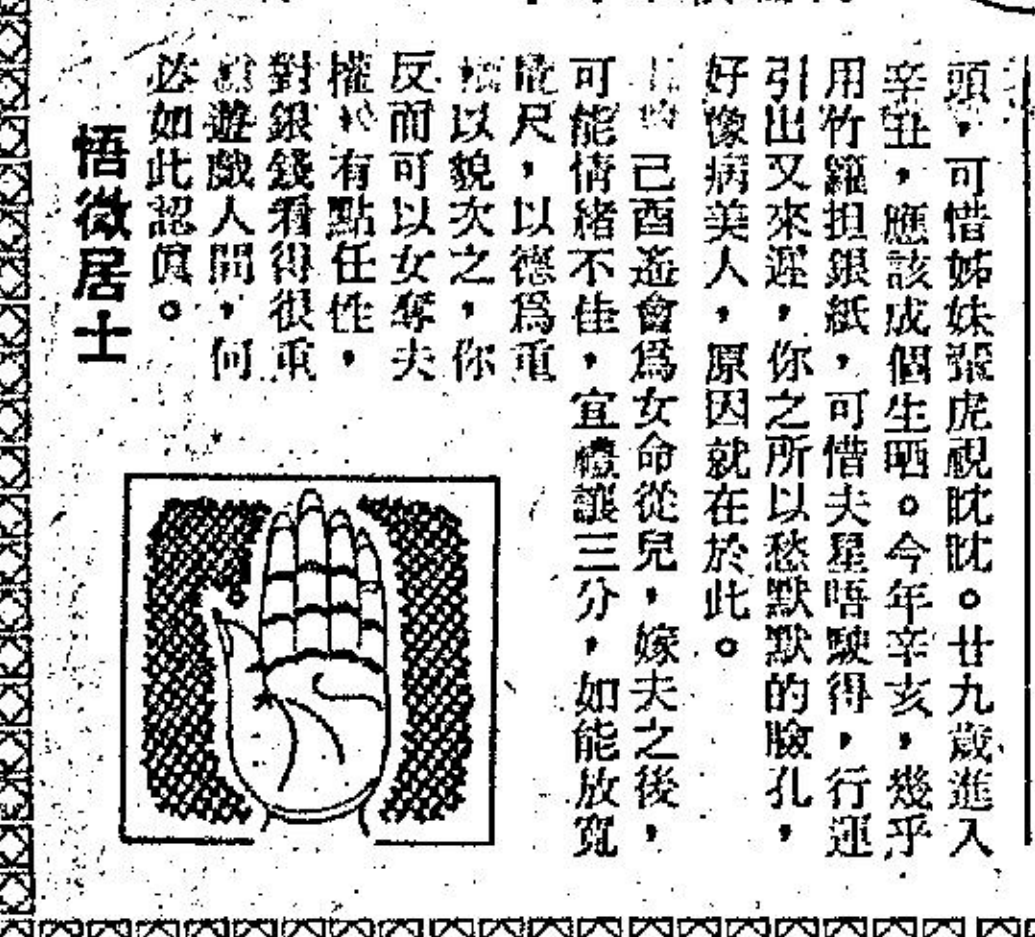 頭，可惜姊妹眾虎視眈眈。廿九歲進入
辛丑，應該成個生晒。今年辛亥，幾乎
用竹籮担銀紙，可惜夫星唔駛得，行運
引出又來遲，你之所以愁默默的臉孔，
好像病美人，原因就在於此。
己酉造會爲女命從兒，嫁夫之後，
可能情緒不佳，宜禮讓三分，如能放寬
尺，以德爲重
以貌次之，你
反而可以女奪夫
權，有點任性，
對銀錢看得很重
遊戲人間，何
必如此認眞。
悟徵居士